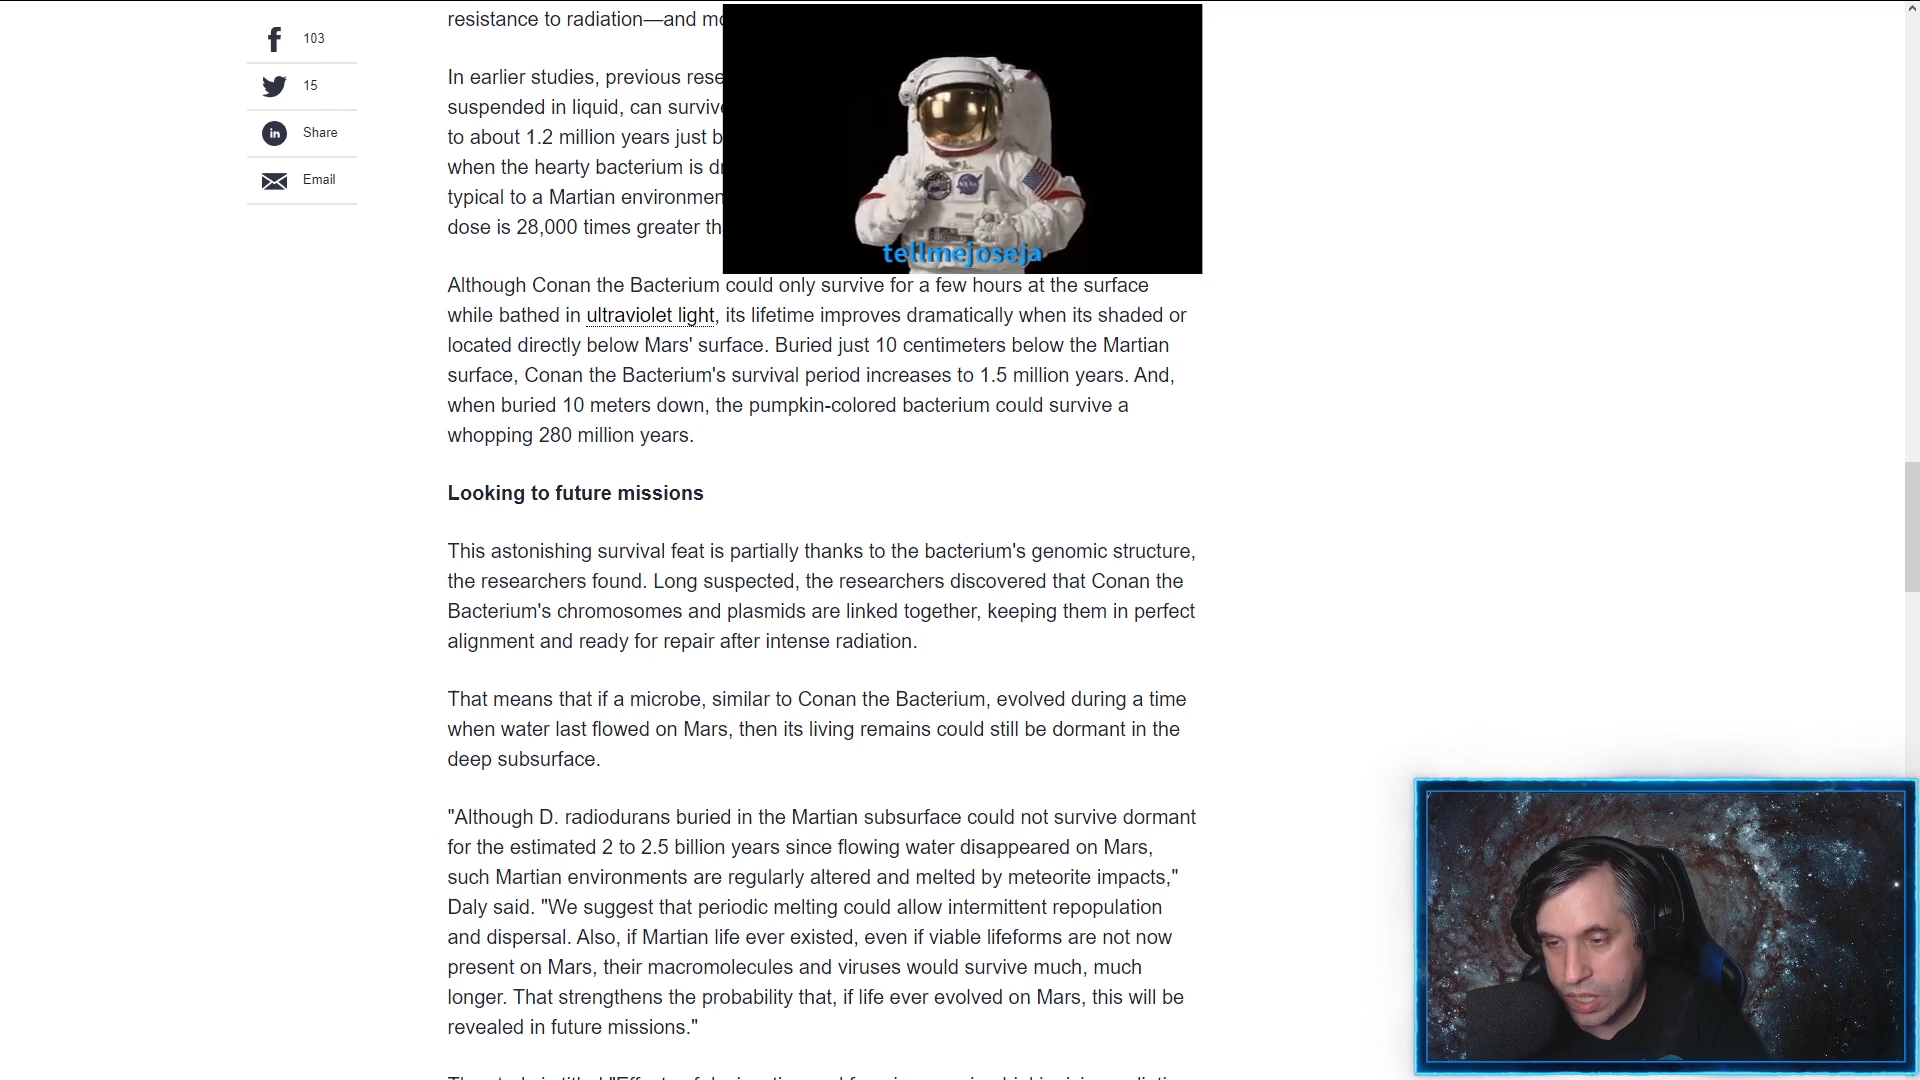 103
15
Share
Email
resistance to radiation—and
In earlier studies, previous
suspended in liquid, can
to about 1.2 million years just
when the hearty bacterium is
typical to a Martian
dose is 28,000 times greater
tellmejoseja
Although Conan the Bacterium could only survive for a few hours at the surface
while bathed in ultraviolet light, its lifetime improves dramatically when its shaded or
located directly below Mars' surface. Buried just 10 centimeters below the Martian
surface, Conan the Bacterium's survival period increases to 1.5 million years. And,
when buried 10 meters down, the pumpkin-colored bacterium could survive a
whopping 280 million years.
Looking to future missions
This astonishing survival feat is partially thanks to the bacterium's genomic structure,
the researchers found. Long suspected, the researchers discovered that Conan the
Bacterium's chromosomes and plasmids are linked together, keeping them in perfect
alignment and ready for repair after intense radiation.
That means that if a microbe, similar to Conan the Bacterium, evolved during a time
when water last flowed on Mars, then its living remains could still be dormant in the
deep subsurface.
"Although D. radiodurans buried in the Martian subsurface could not survive dormant
for the estimated 2 to 2.5 billion years since flowing water disappeared on Mars,
such Martian environments are regularly altered and melted by meteorite impacts,"
Daly said. "We suggest that periodic melting could allow intermittent repopulation
and dispersal. Also, if Martian life ever existed, even if viable lifeforms are not now
present on Mars, their macromolecules and viruses would survive much, much
longer. That strengthens the probability that, if life ever evolved on Mars, this will be
revealed in future missions."